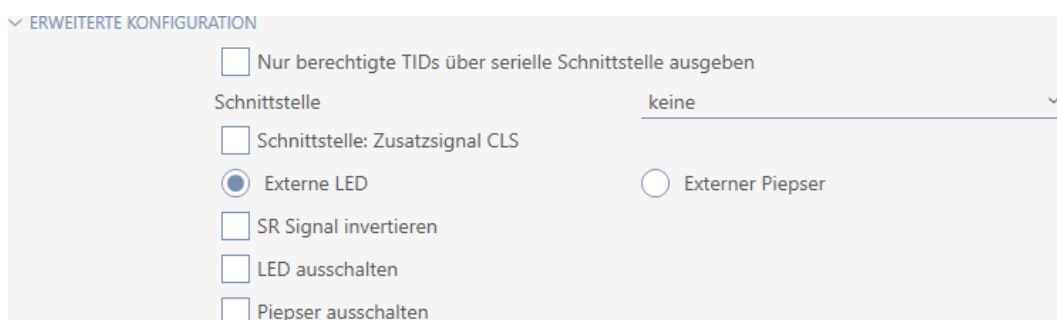 ERWEITERTE KONFIGURATION
Nur berechtigte TIDs über serielle Schnittstelle ausgeben
Schnittstelle keine
Schnittstelle: Zusatzsignal CLS
Externe LED Externer Piepser
SR Signal invertieren
LED ausschalten
Piepser ausschalten